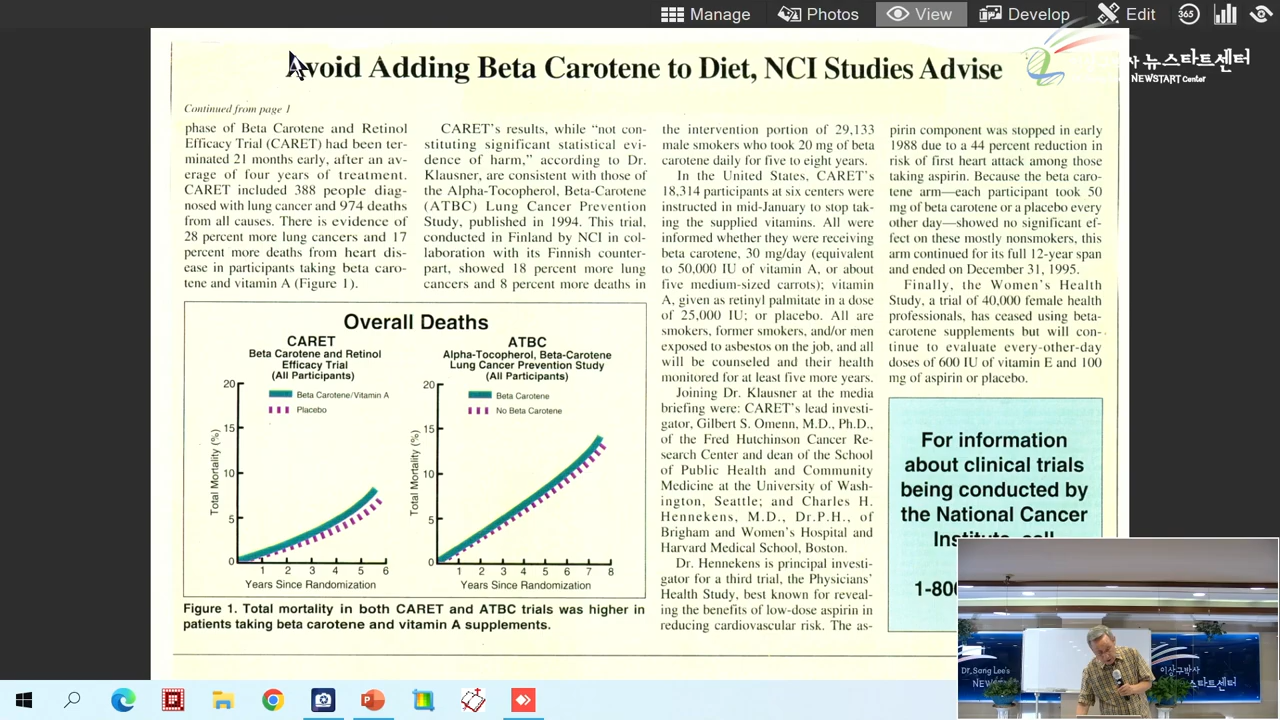 Manage
Photos
View
Develop
Edit
365
Avoid Adding Beta Carotene to Diet, NCI Studies Advise
뉴스타트센터
NEWSTART Center
Continued from page 1
phase of Beta Carotene and Retinol
Efficacy Trial (CARET) had been ter-
minated 21 months early, after an av-
erage of four years of treatment.
CARET included 388 people diag-
nosed with lung cancer and 974 deaths
from all causes. There is evidence of
28 percent more lung cancers and 17
percent more deaths from heart dis-
ease in participants taking beta caro-
tene and vitamin A (Figure 1).
CARET's results, while "not con-
stituting significant statistical evi-
dence of harm," according to Dr.
Klausner, are consistent with those of
the Alpha-Tocopherol, Beta-Carotene
(ATBC) Lung Cancer Prevention
Study, published in 1994. This trial,
conducted in Finland by NCI in col-
laboration with its Finnish counter-
part, showed 18 percent more lung
cancers and 8 percent more deaths in
Overall Deaths
CARET
Beta Carotene and Retinol
Efficacy Trial
(All Participants)
Beta Carotene/Vitamin A
Placebo
Total Mortality (%)
20
15
10
5
0
1 2 3 4 5 6
Years Since Randomization
ATBC
Alpha-Tocopherol, Beta-Carotene
Lung Cancer Prevention Study
(All Participants)
Beta Carotene
No Beta Carotene
Total Mortality (%)
20
15
10
5
0
1 2 3 4 5 6 7 8
Years Since Randomization
Figure 1. Total mortality in both CARET and ATBC trials was higher in
patients taking beta carotene and vitamin A supplements.
the intervention portion of 29,133
male smokers who took 20 mg of beta
carotene daily for five to eight years.
In the United States, CARET's
18,314 participants at six centers were
instructed in mid-January to stop tak-
ing the supplied vitamins. All were
informed whether they were receiving
beta carotene, 30 mg/day (equivalent
to 50,000 IU of vitamin A, or about
five medium-sized carrots); vitamin
A, given as retinyl palmitate in a dose
of 25,000 IU; or placebo. All are
smokers, former smokers, and/or men
exposed to asbestos on the job, and all
will be counseled and their health
monitored for at least five more years.
Joining Dr. Klausner at the media
briefing were: CARET's lead investi-
gator, Gilbert S. Omenn, M.D., Ph.D.,
of the Fred Hutchinson Cancer Re-
search Center and dean of the School
of Public Health and Community
Medicine at the University of Wash-
ington, Seattle; and Charles H.
Hennekens, M.D., Dr.P.H., of
Brigham and Women's Hospital and
Harvard Medical School, Boston.
Dr. Hennekens is principal investi-
gator for a third trial, the Physicians'
Health Study, best known for reveal-
ing the benefits of low-dose aspirin in
reducing cardiovascular risk. The as-
pirin component was stopped in early
1988 due to a 44 percent reduction in
risk of first heart attack among those
taking aspirin. Because the beta caro-
tene arm—each participant took 50
mg of beta carotene or a placebo every
other day—showed no significant ef-
fect on these mostly nonsmokers, this
arm continued for its full 12-year span
and ended on December 31, 1995.
Finally, the Women's Health
Study, a trial of 40,000 female health
professionals, has ceased using beta-
carotene supplements but will con-
tinue to evaluate every-other-day
doses of 600 IU of vitamin E and 100
mg of aspirin or placebo.
For information
about clinical trials
being conducted by
the National Cancer
Institute, call
1-80
Dr. Sang Lee's
이상구박사